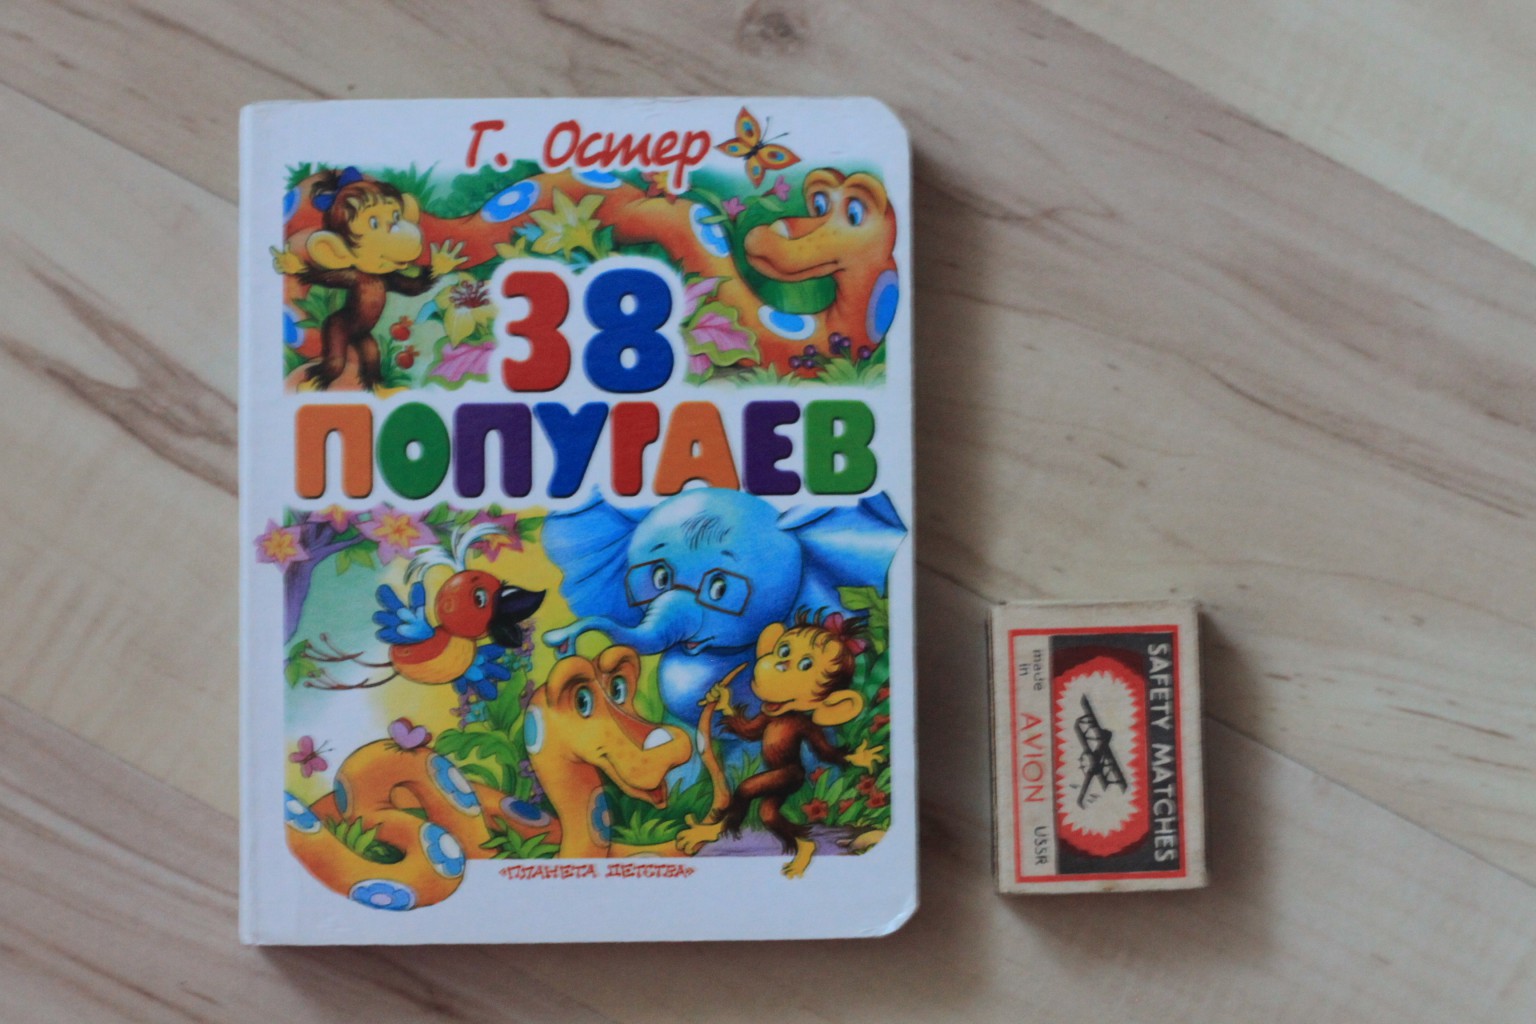 Г. Остер
38
ПОПУГАЕВ
«ПЛАНЕТА ДЕТСТВА»
SAFETY MATCHES
made in AVION USSR